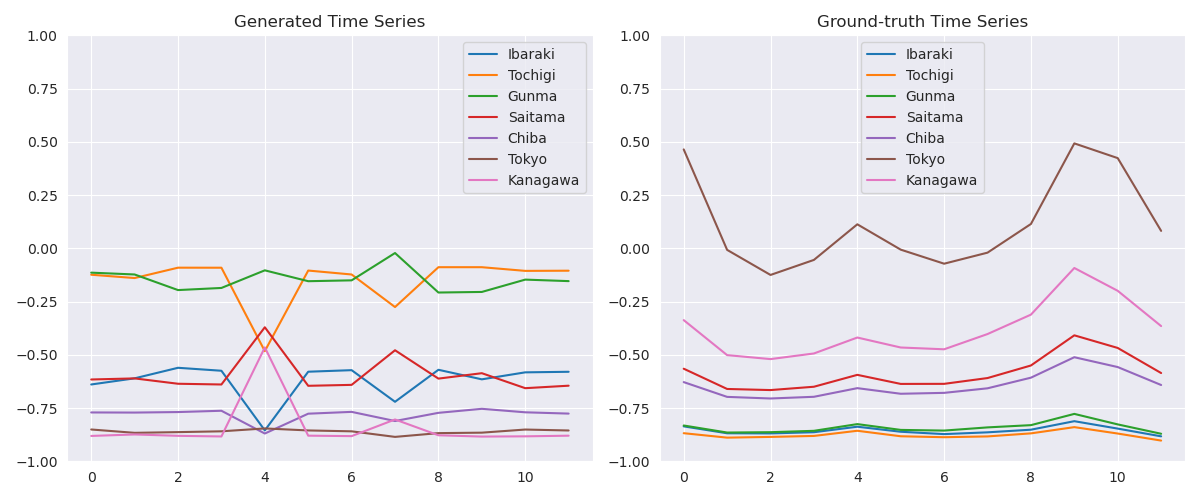 Generated Time Series
1.00
0.75
0.50
0.25
0.00
−0.25
−0.50
−0.75
−1.00
0 2 4 6 8 10
Ibaraki
Tochigi
Gunma
Saitama
Chiba
Tokyo
Kanagawa
Ground-truth Time Series
1.00
0.75
0.50
0.25
0.00
−0.25
−0.50
−0.75
−1.00
0 2 4 6 8 10
Ibaraki
Tochigi
Gunma
Saitama
Chiba
Tokyo
Kanagawa